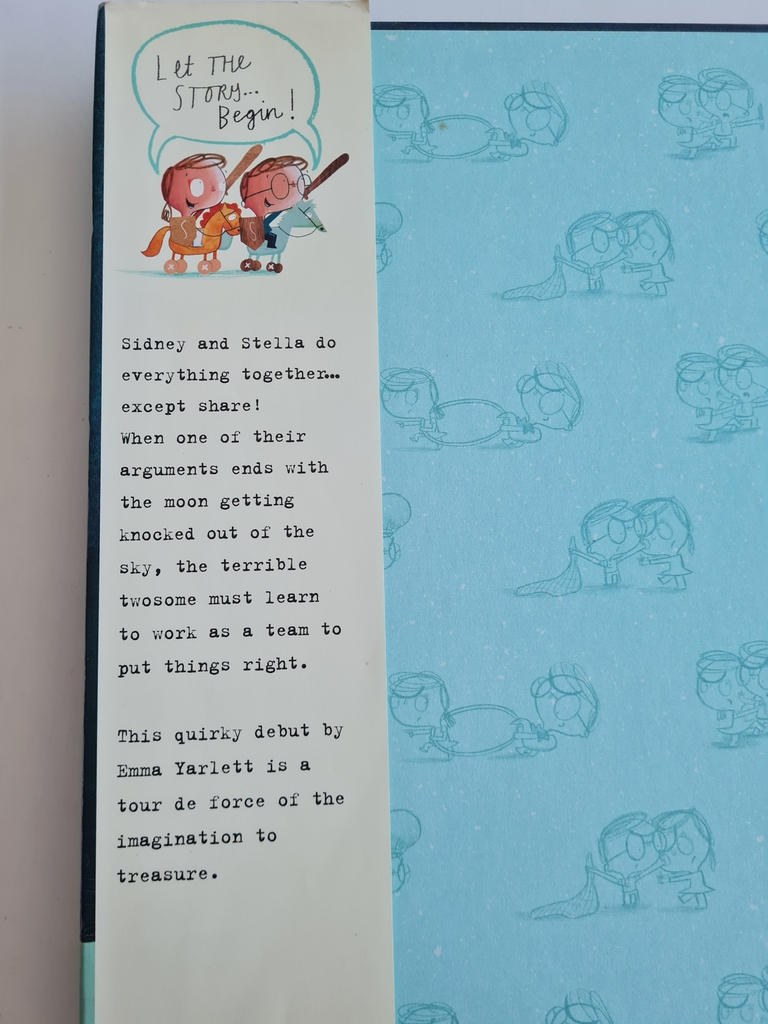 Let THE
STORY...
Begin!
S
S
Sidney and Stella do
everything together...
except share!
When one of their
arguments ends with
the moon getting
knocked out of the
sky, the terrible
twosome must learn
to work as a team to
put things right.
This quirky debut by
Emma Yarlett is a
tour de force of the
imagination to
treasure.